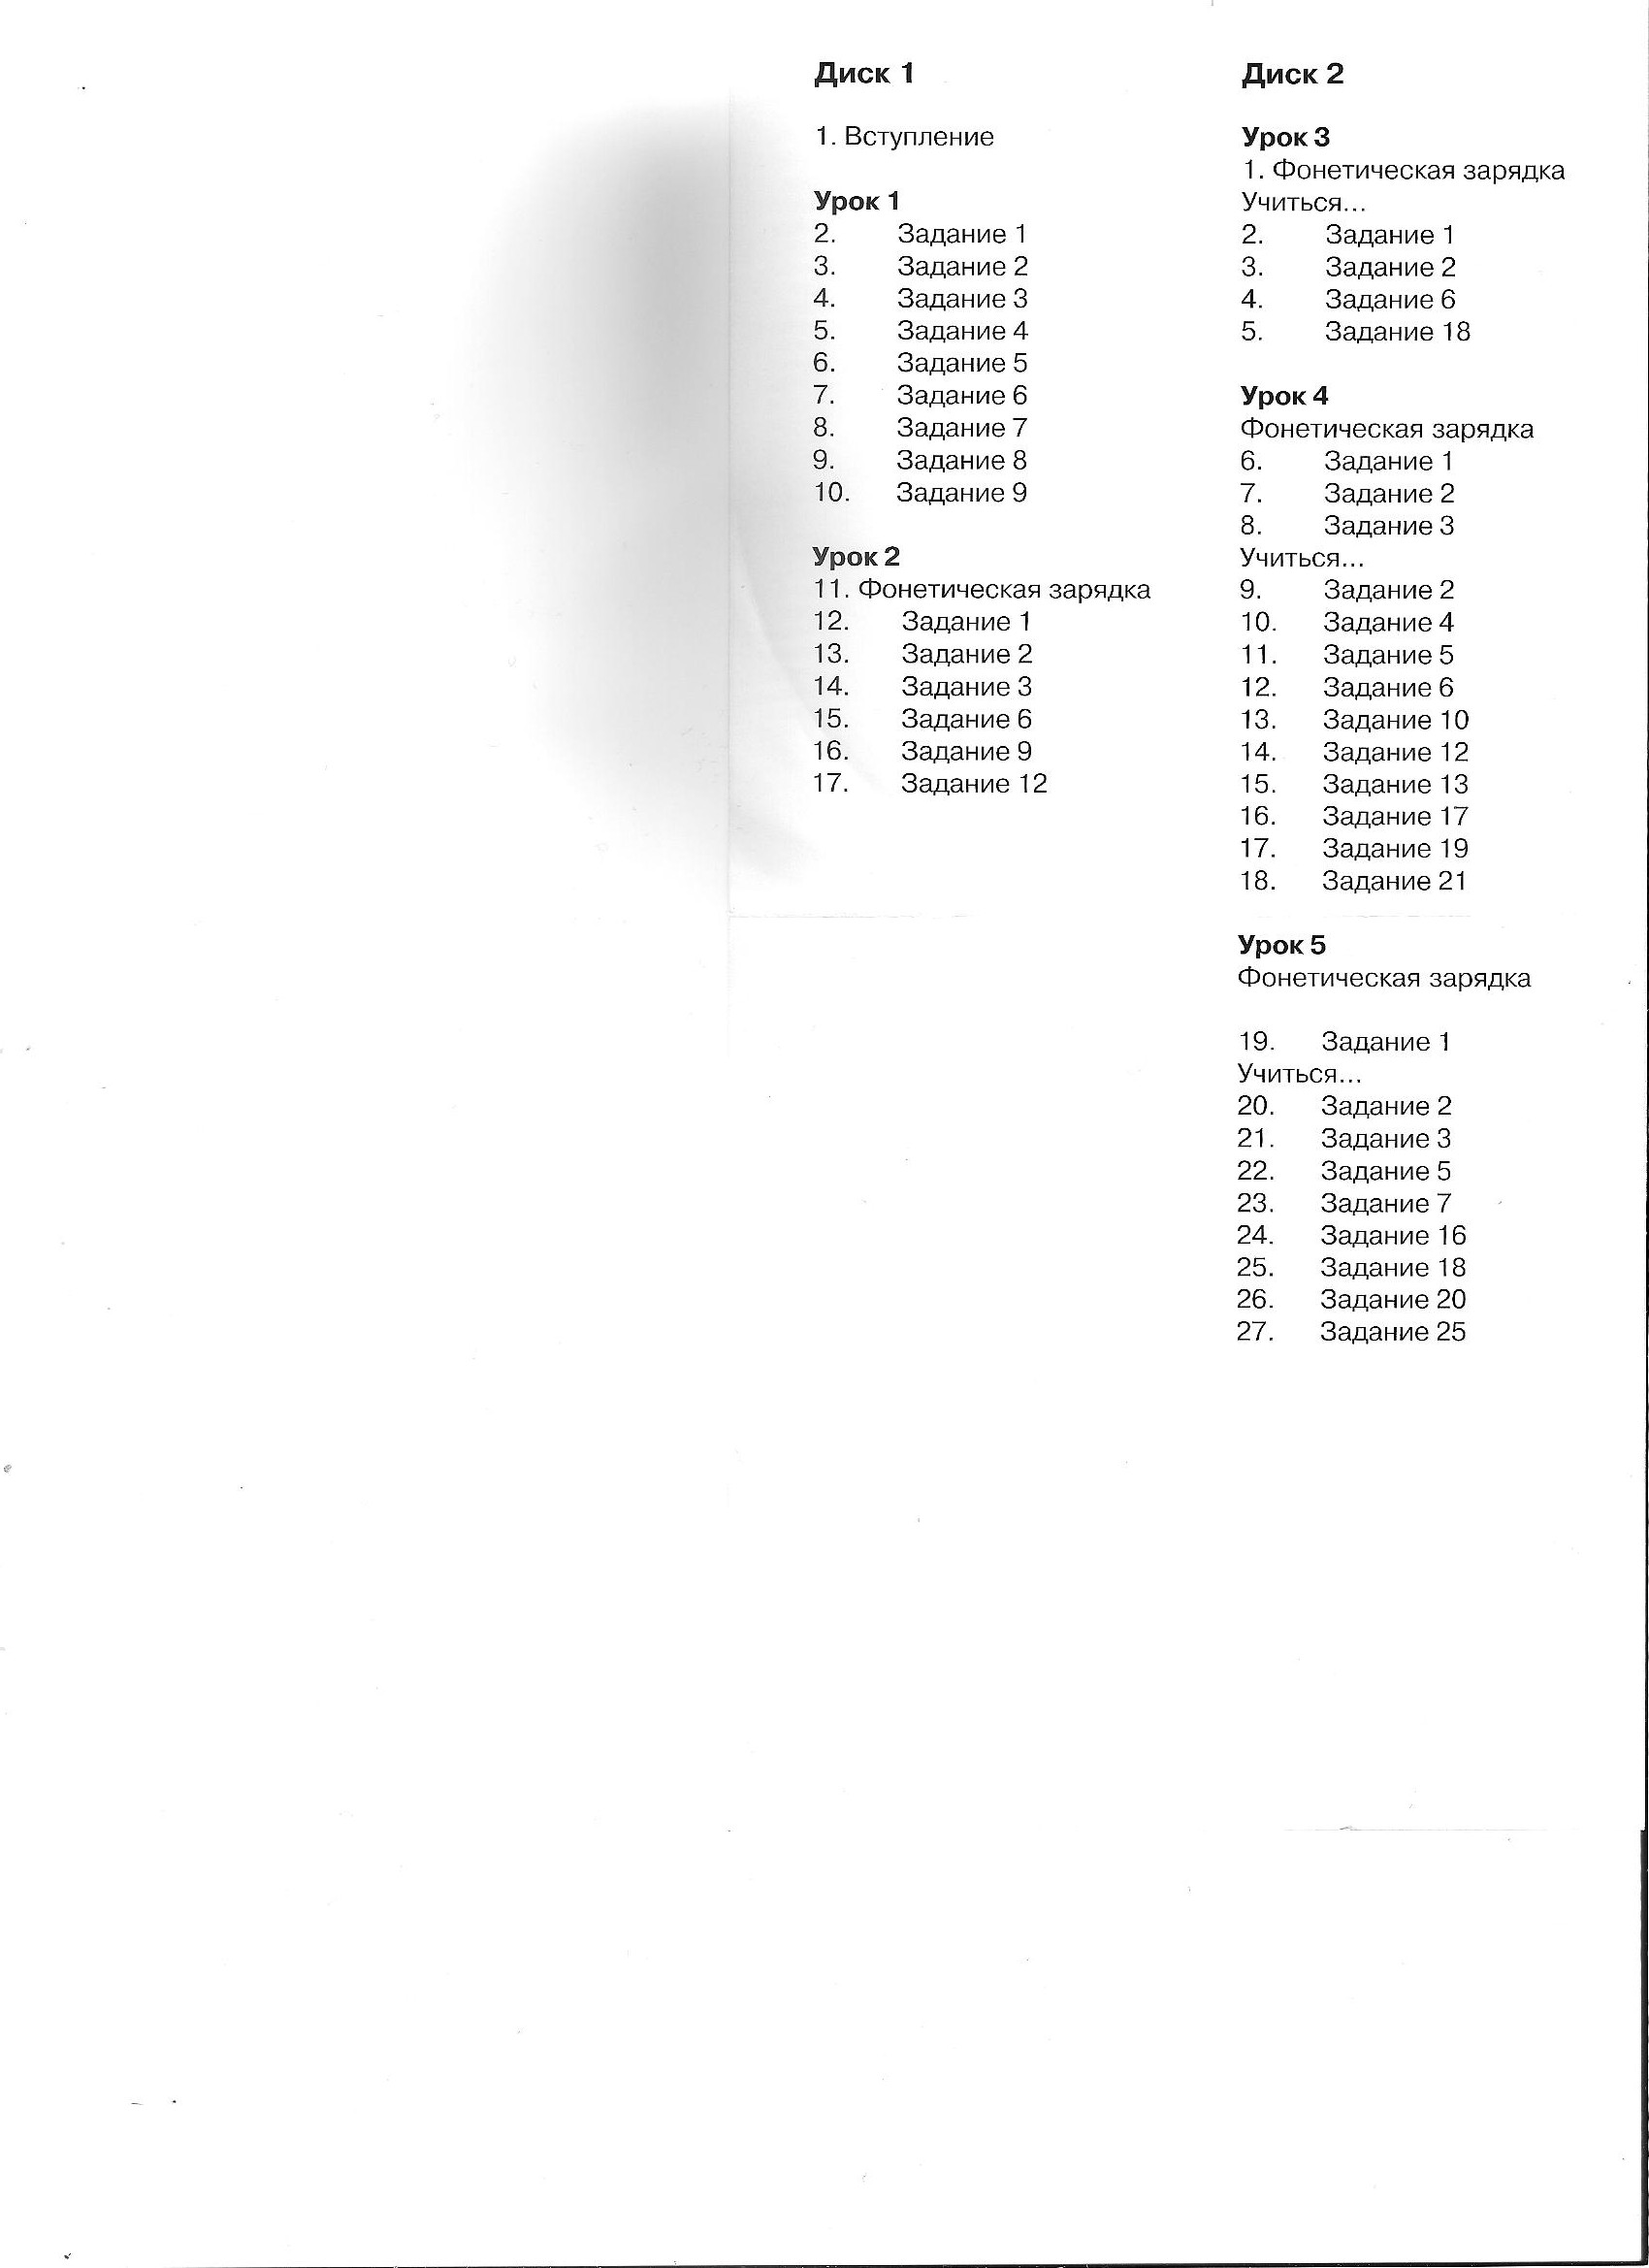 Диск 1
1. Вступление
Урок 1
2. Задание 1
3. Задание 2
4. Задание 3
5. Задание 4
6. Задание 5
7. Задание 6
8. Задание 7
9. Задание 8
10. Задание 9
Урок 2
11. Фонетическая зарядка
12. Задание 1
13. Задание 2
14. Задание 3
15. Задание 6
16. Задание 9
17. Задание 12
Диск 2
Урок 3
1. Фонетическая зарядка
Учиться...
2. Задание 1
3. Задание 2
4. Задание 6
5. Задание 18
Урок 4
Фонетическая зарядка
6. Задание 1
7. Задание 2
8. Задание 3
Учиться...
9. Задание 2
10. Задание 4
11. Задание 5
12. Задание 6
13. Задание 10
14. Задание 12
15. Задание 13
16. Задание 17
17. Задание 19
18. Задание 21
Урок 5
Фонетическая зарядка
19. Задание 1
Учиться...
20. Задание 2
21. Задание 3
22. Задание 5
23. Задание 7
24. Задание 16
25. Задание 18
26. Задание 20
27. Задание 25